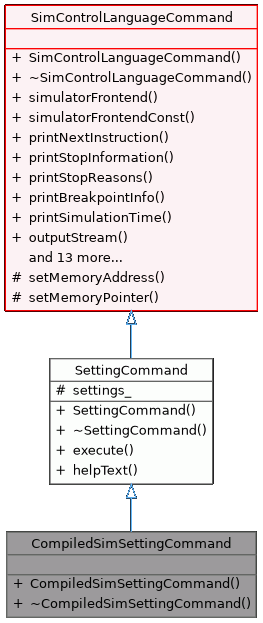 SimControlLanguageCommand
+ SimControlLanguageCommand()
+ ~SimControlLanguageCommand()
+ simulatorFrontend()
+ simulatorFrontendConst()
+ printNextInstruction()
+ printStopInformation()
+ printStopReasons()
+ printBreakpointInfo()
+ printSimulationTime()
+ outputStream()
and 13 more...
# setMemoryAddress()
# setMemoryPointer()
SettingCommand
# settings_
+ SettingCommand()
+ ~SettingCommand()
+ execute()
+ helpText()
CompiledSimSettingCommand
+ CompiledSimSettingCommand()
+ ~CompiledSimSettingCommand()